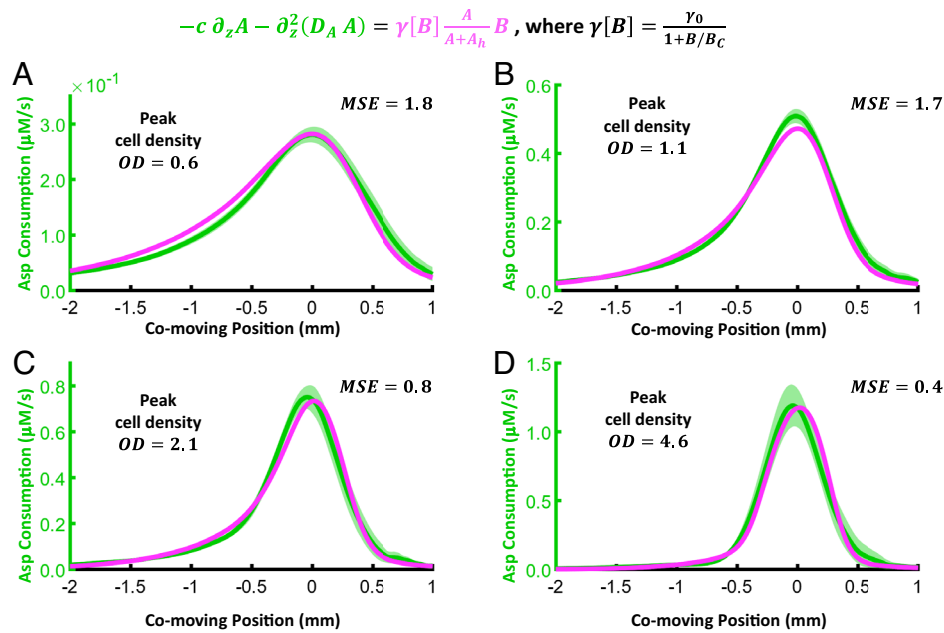 −c ∂_z A − ∂_z^2(D_A A) = γ[B] A/(A+A_h) B , where γ[B] = γ_0/(1+B/B_C)
A
× 10^-1
Peak
cell density
OD = 0.6
MSE = 1.8
Asp Consumption (µM/s)
3.0
2.0
1.0
0.0
-2 -1.5 -1 -0.5 0 0.5 1
Co-moving Position (mm)
B
Peak
cell density
OD = 1.1
MSE = 1.7
Asp Consumption (µM/s)
0.6
0.4
0.2
0.0
-2 -1.5 -1 -0.5 0 0.5 1
Co-moving Position (mm)
C
Peak
cell density
OD = 2.1
MSE = 0.8
Asp Consumption (µM/s)
0.8
0.6
0.4
0.2
0.0
-2 -1.5 -1 -0.5 0 0.5 1
Co-moving Position (mm)
D
Peak
cell density
OD = 4.6
MSE = 0.4
Asp Consumption (µM/s)
1.5
1.0
0.5
0.0
-2 -1.5 -1 -0.5 0 0.5 1
Co-moving Position (mm)